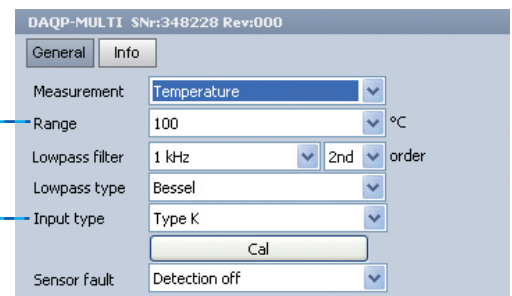 DAQP-MULTI SNr:348228 Rev:000
General Info
Measurement Temperature
Range 100 °C
Lowpass filter 1 kHz 2nd order
Lowpass type Bessel
Input type Type K
Cal
Sensor fault Detection off